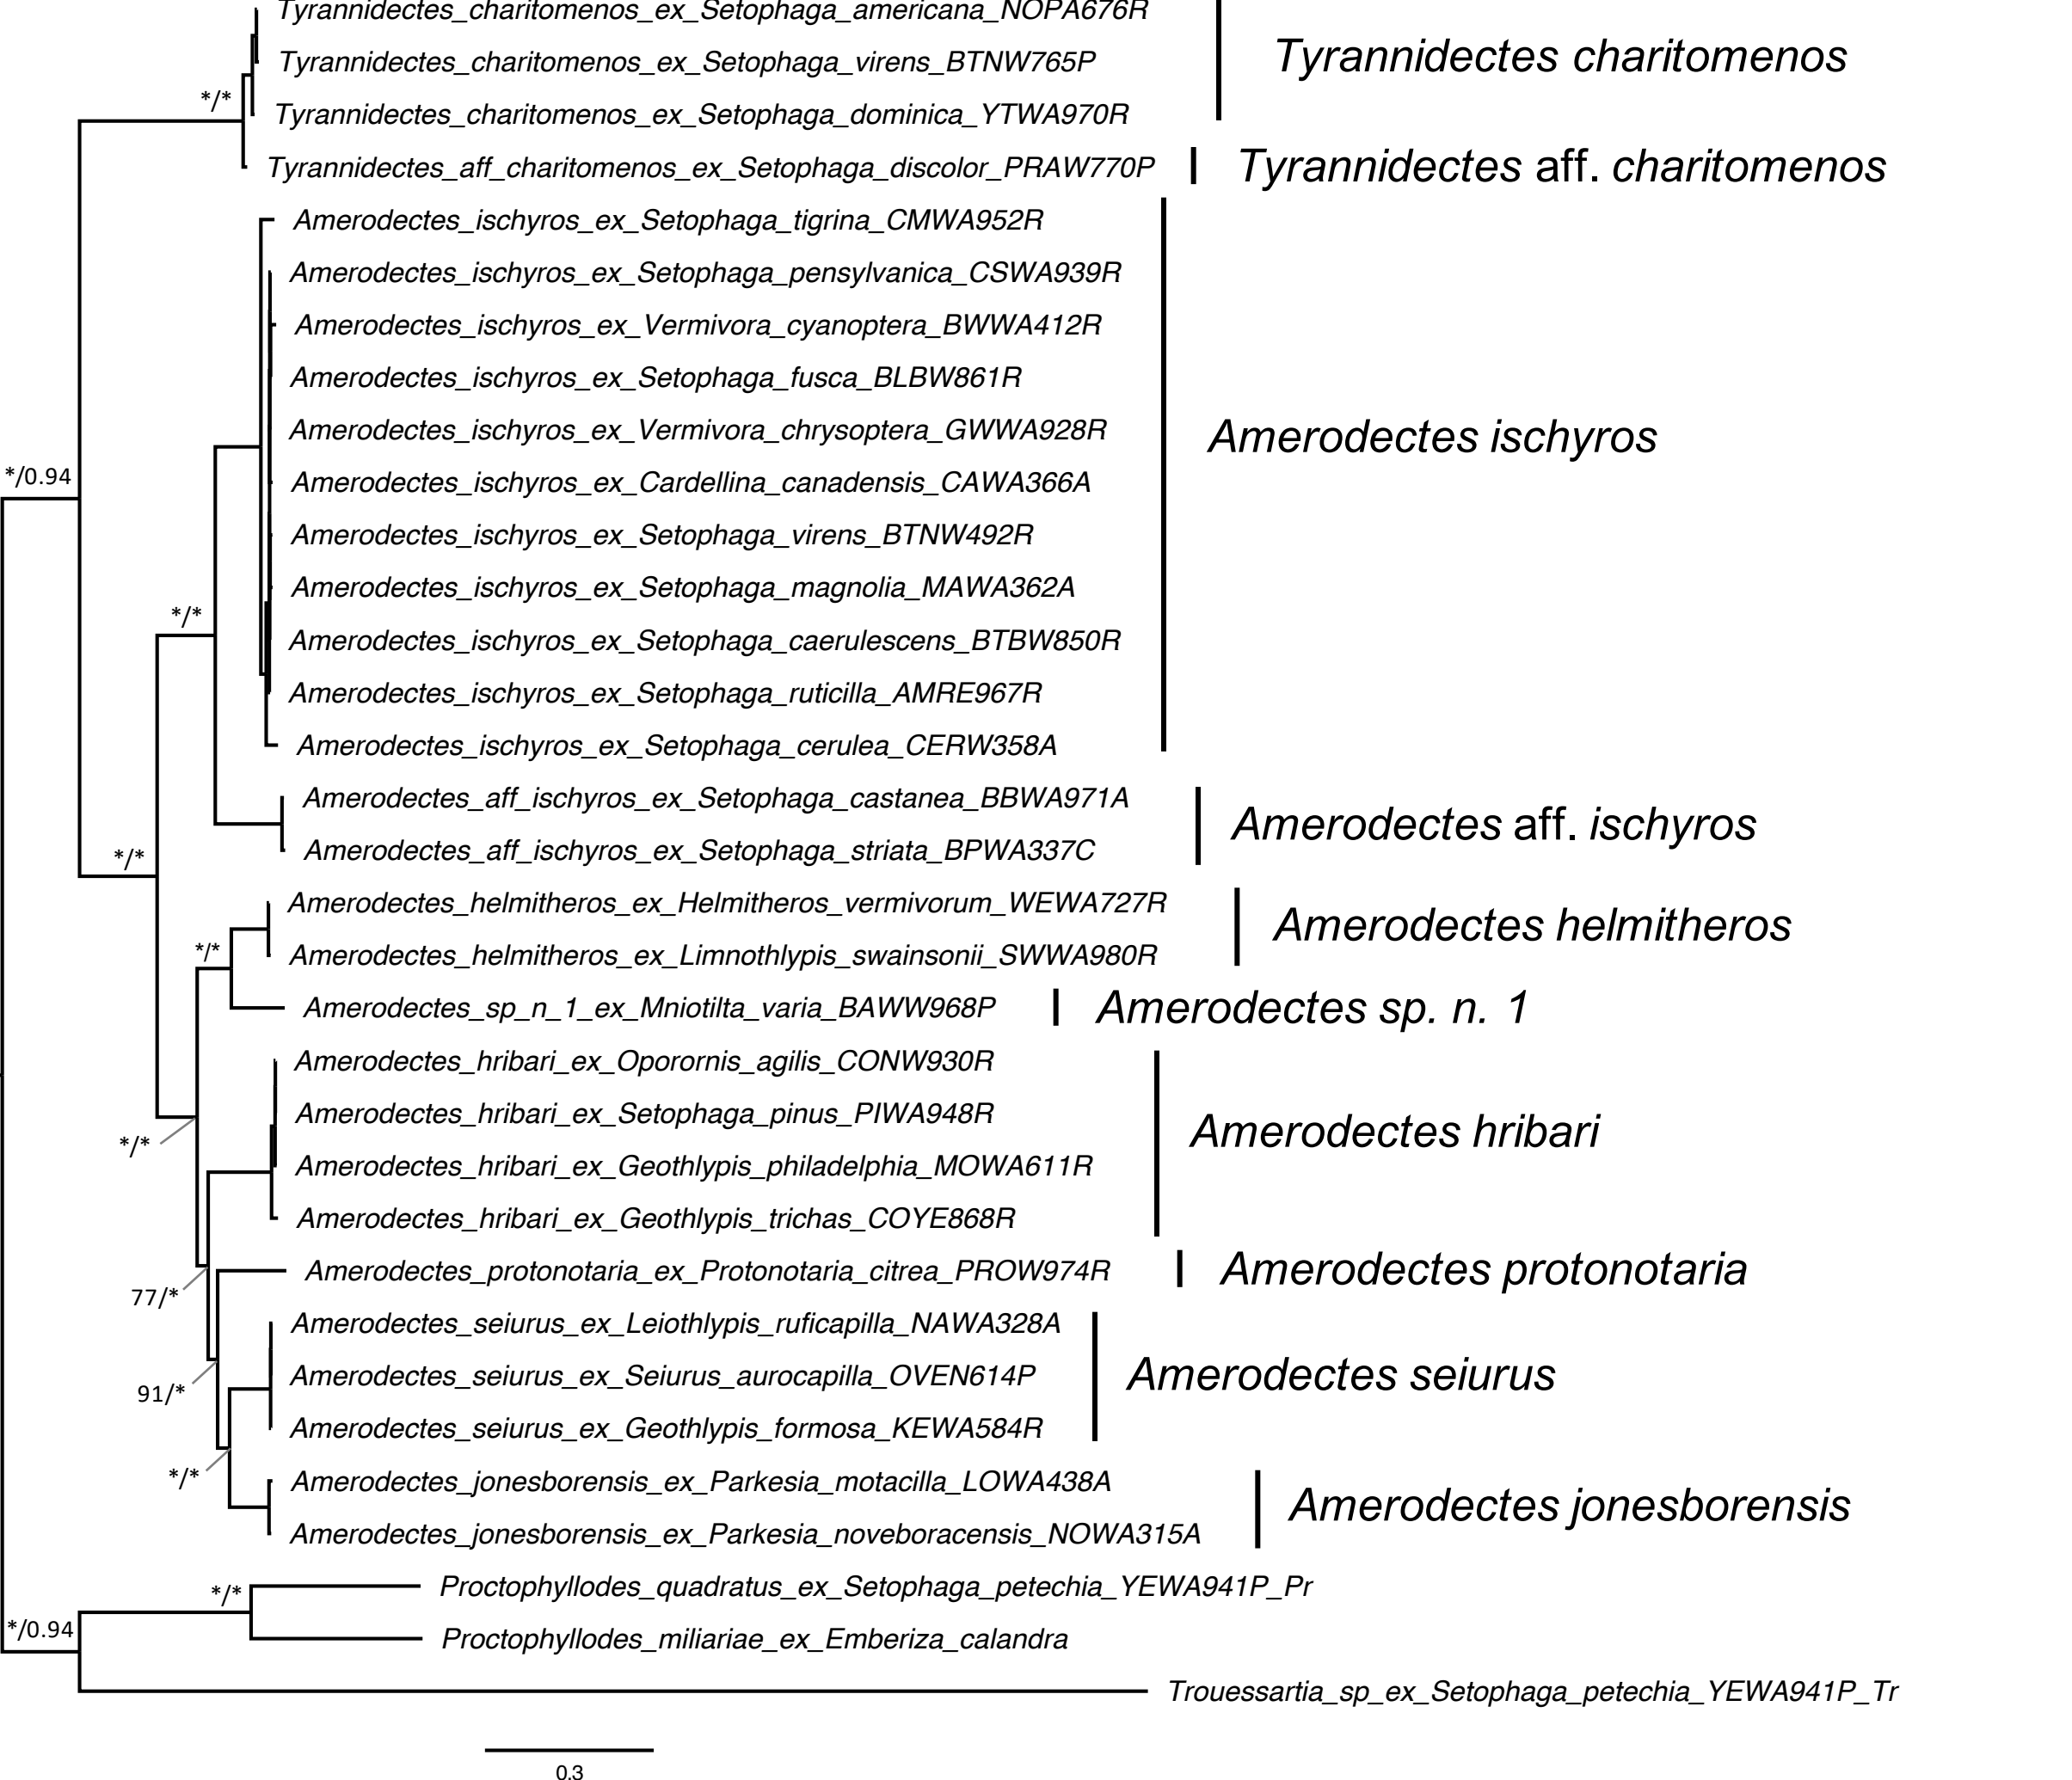 Tyrannidectes_charitomenos_ex_Setophaga_americana_NOPA676R
Tyrannidectes charitomenos
Tyrannidectes_charitomenos_ex_Setophaga_virens_BTNW765P
*/*
Tyrannidectes_charitomenos_ex_Setophaga_dominica_YTWA970R
Tyrannidectes_aff_charitomenos_ex_Setophaga_discolor_PRAW770P
Tyrannidectes aff. charitomenos
Amerodectes_ischyros_ex_Setophaga_tigrina_CMWA952R
Amerodectes_ischyros_ex_Setophaga_pensylvanica_CSWA939R
Amerodectes_ischyros_ex_Vermivora_cyanoptera_BWWA412R
Amerodectes_ischyros_ex_Setophaga_fusca_BLBW861R
Amerodectes_ischyros_ex_Vermivora_chrysoptera_GWWA928R
Amerodectes ischyros
*/0.94
Amerodectes_ischyros_ex_Cardellina_canadensis_CAWA366A
Amerodectes_ischyros_ex_Setophaga_virens_BTNW492R
Amerodectes_ischyros_ex_Setophaga_magnolia_MAWA362A
*/*
Amerodectes_ischyros_ex_Setophaga_caerulescens_BTBW850R
Amerodectes_ischyros_ex_Setophaga_ruticilla_AMRE967R
Amerodectes_ischyros_ex_Setophaga_cerulea_CERW358A
Amerodectes_aff_ischyros_ex_Setophaga_castanea_BBWA971A
Amerodectes aff. ischyros
*/*
Amerodectes_aff_ischyros_ex_Setophaga_striata_BPWA337C
Amerodectes_helmitheros_ex_Helmitheros_vermivorum_WEWA727R
Amerodectes helmitheros
*/*
Amerodectes_helmitheros_ex_Limnothlypis_swainsonii_SWWA980R
Amerodectes_sp_n_1_ex_Mniotilta_varia_BAWW968P
Amerodectes sp. n. 1
Amerodectes_hribari_ex_Oporornis_agilis_CONW930R
Amerodectes_hribari_ex_Setophaga_pinus_PIWA948R
Amerodectes hribari
*/*
Amerodectes_hribari_ex_Geothlypis_philadelphia_MOWA611R
Amerodectes_hribari_ex_Geothlypis_trichas_COYE868R
Amerodectes_protonotaria_ex_Protonotaria_citrea_PROW974R
Amerodectes protonotaria
77/*
Amerodectes_seiurus_ex_Leiothlypis_ruficapilla_NAWA328A
Amerodectes_seiurus_ex_Seiurus_aurocapilla_OVEN614P
Amerodectes seiurus
91/*
Amerodectes_seiurus_ex_Geothlypis_formosa_KEWA584R
*/*
Amerodectes_jonesborensis_ex_Parkesia_motacilla_LOWA438A
Amerodectes jonesborensis
Amerodectes_jonesborensis_ex_Parkesia_noveboracensis_NOWA315A
*/*
Proctophyllodes_quadratus_ex_Setophaga_petechia_YEWA941P_Pr
*/0.94
Proctophyllodes_miliariae_ex_Emberiza_calandra
Trouessartia_sp_ex_Setophaga_petechia_YEWA941P_Tr
0.3